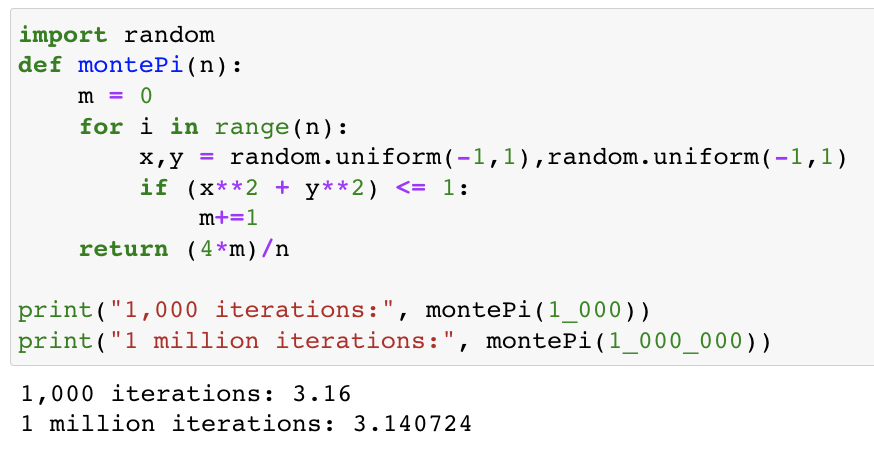 import random
def montePi(n):
    m = 0
    for i in range(n):
        x,y = random.uniform(-1,1),random.uniform(-1,1)
        if (x**2 + y**2) <= 1:
            m+=1
    return (4*m)/n

print("1,000 iterations:", montePi(1_000))
print("1 million iterations:", montePi(1_000_000))
1,000 iterations: 3.16
1 million iterations: 3.140724